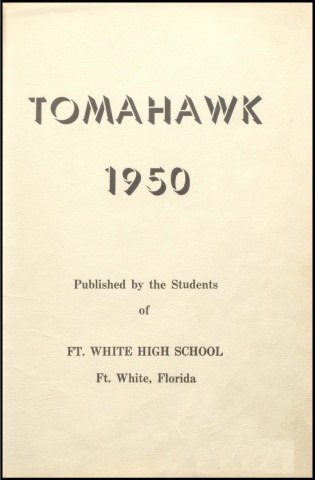 TOMAHAWK
1950
Published by the Students
of
FT. WHITE HIGH SCHOOL
Ft. White, Florida